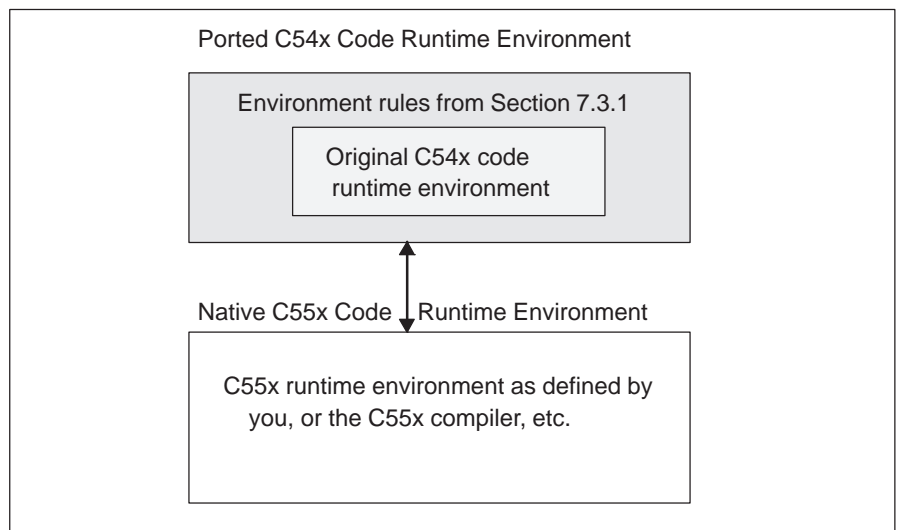 Ported C54x Code Runtime Environment
Environment rules from Section 7.3.1
Original C54x code
runtime environment
Native C55x Code Runtime Environment
C55x runtime environment as defined by
you, or the C55x compiler, etc.